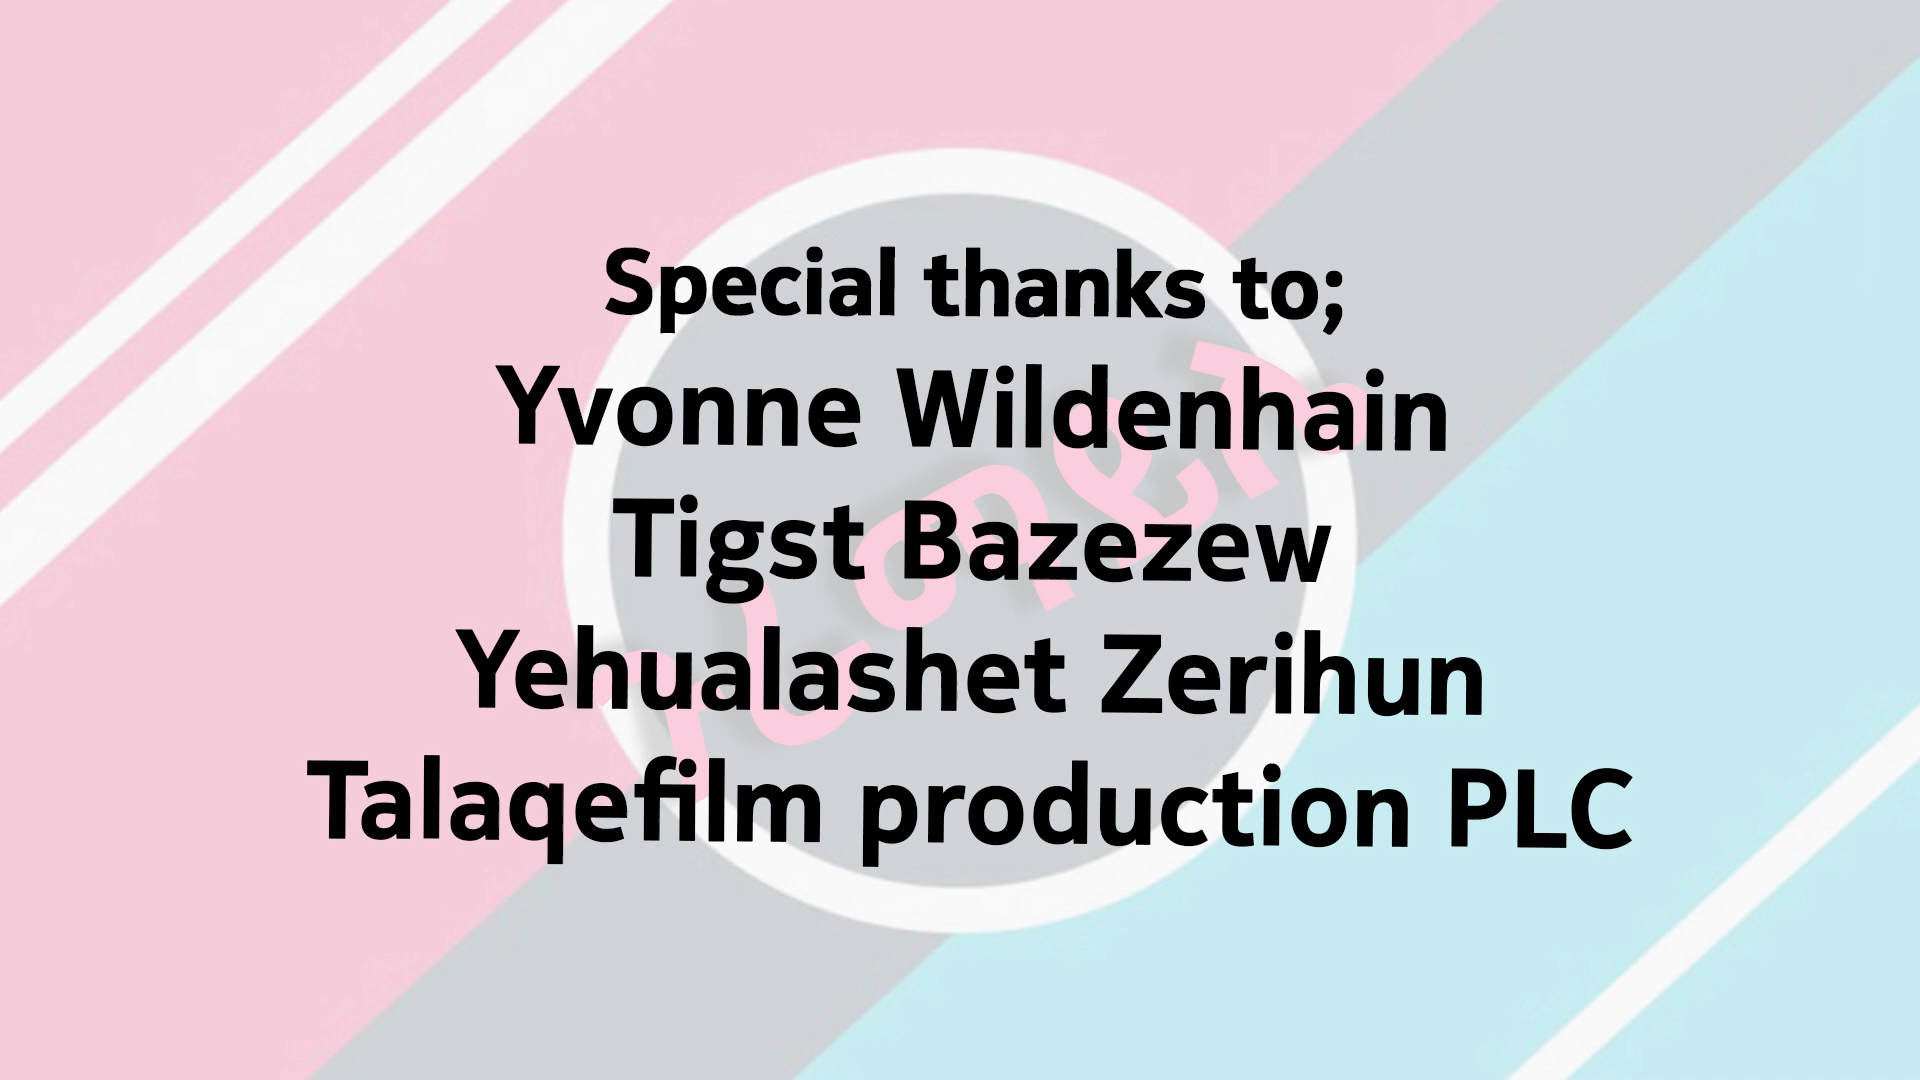 Special thanks to;
Yvonne Wildenhain
Tigst Bazezew
Yehualashet Zerihun
Talaqefilm production PLC